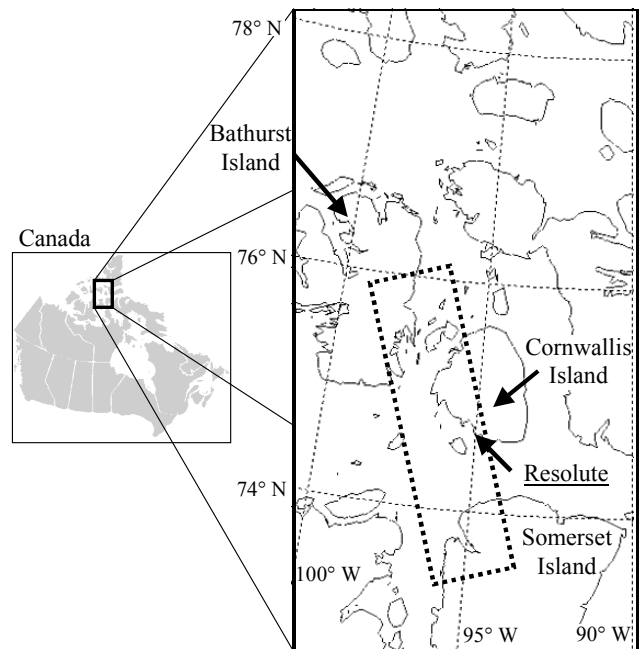 78° N
Bathurst
Island
Canada
76° N
Cornwallis
Island
Resolute
74° N
Somerset
Island
100° W
95° W
90° W